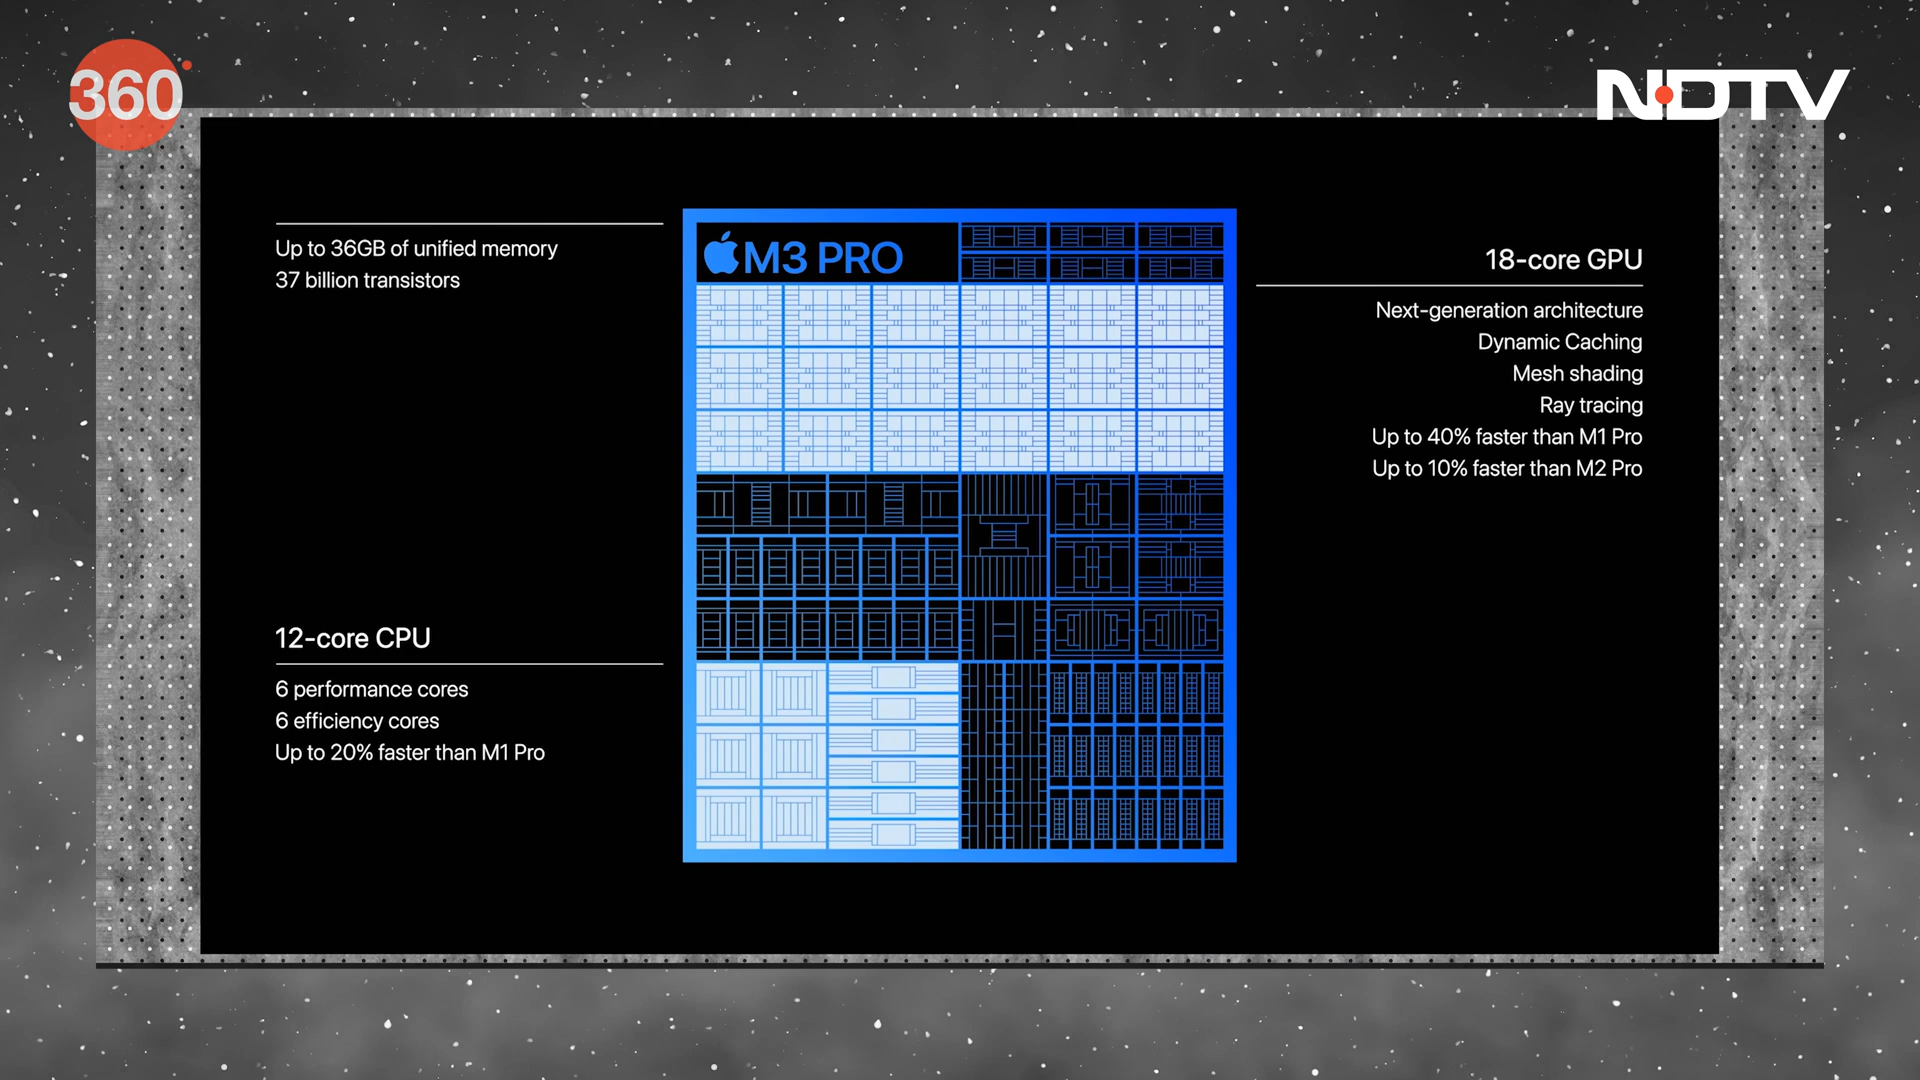 360
NDTV
Up to 36GB of unified memory
37 billion transistors
M3 PRO
18-core GPU
Next-generation architecture
Dynamic Caching
Mesh shading
Ray tracing
Up to 40% faster than M1 Pro
Up to 10% faster than M2 Pro
12-core CPU
6 performance cores
6 efficiency cores
Up to 20% faster than M1 Pro